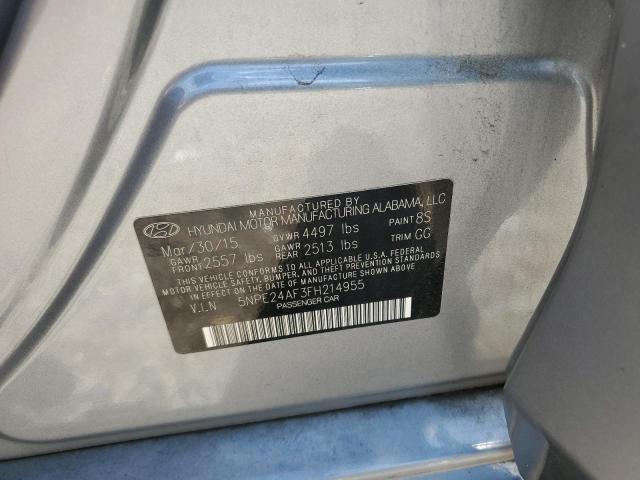 MANUFACTURED BY
HYUNDAI MOTOR MANUFACTURING ALABAMA, LLC
Mar/30/15 GVWR 4497 lbs PAINT 8S
GAWR FRONT 2557 lbs GAWR REAR 2513 lbs TRIM GG
THIS VEHICLE CONFORMS TO ALL APPLICABLE U.S.A. FEDERAL
MOTOR VEHICLE SAFETY, BUMPER, AND THEFT PREVENTION STANDARDS
IN EFFECT ON THE DATE OF MANUFACTURE SHOWN ABOVE.
V.I.N 5NPE24AF3FH214955
PASSENGER CAR